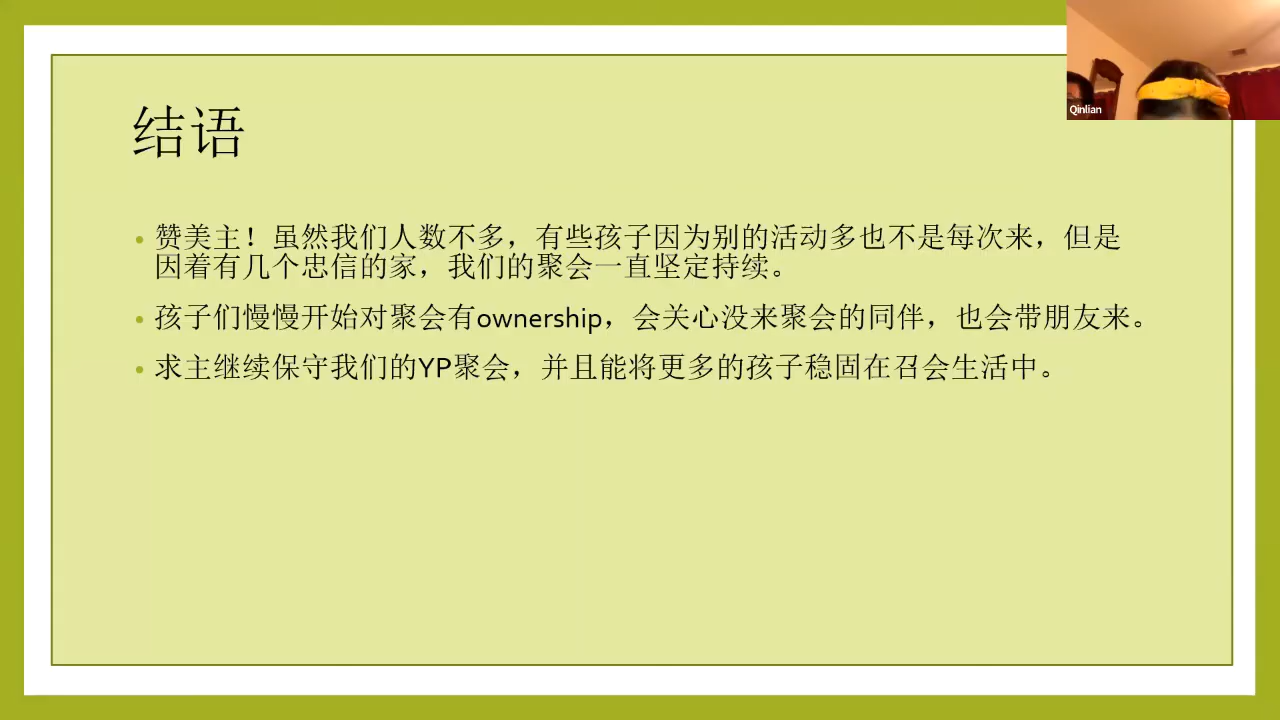 结语
赞美主！虽然我们人数不多，有些孩子因为别的活动多也不是每次来，但是
因着有几个忠信的家，我们的聚会一直坚定持续。
孩子们慢慢开始对聚会有ownership，会关心没来聚会的同伴，也会带朋友来。
求主继续保守我们的YP聚会，并且能将更多的孩子稳固在召会生活中。
Qinlian